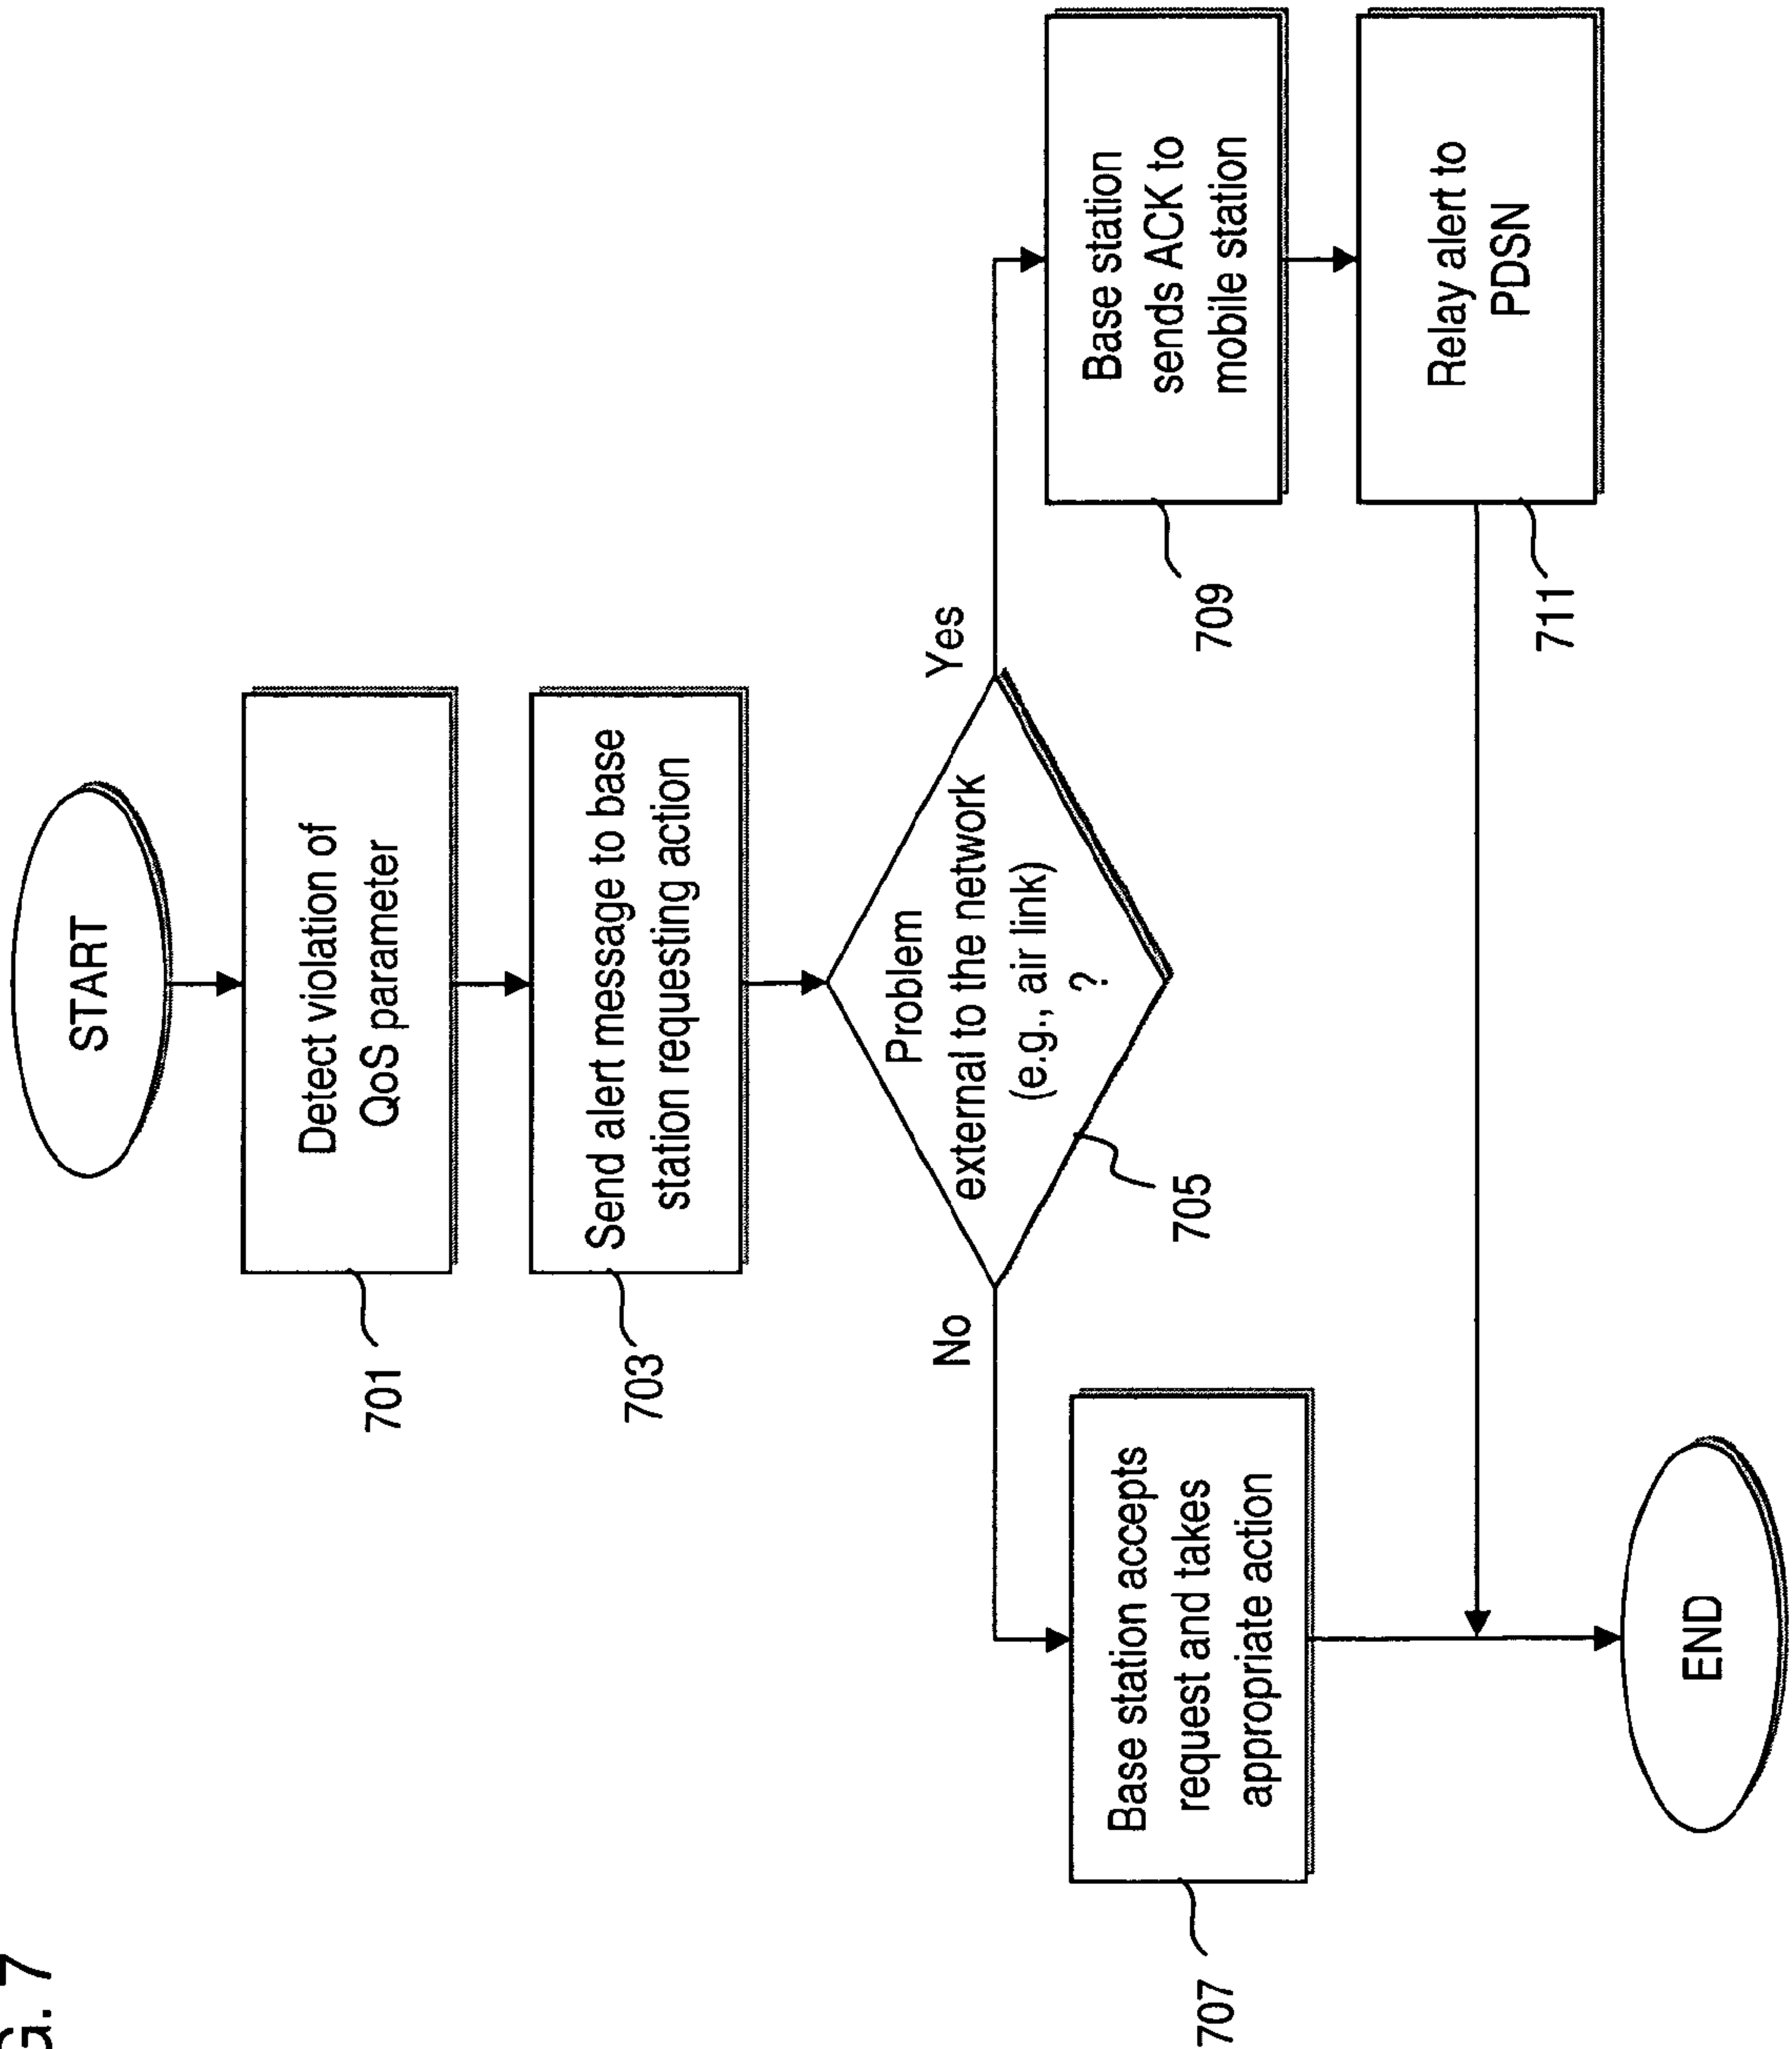 G. 7
START
Detect violation of
QoS parameter
701
Send alert message to base
station requesting action
703
Problem
external to the network
(e.g., air link)
?
705
No
Yes
Base station accepts
request and takes
appropriate action
707
Base station
sends ACK to
mobile station
709
Relay alert to
PDSN
711
END